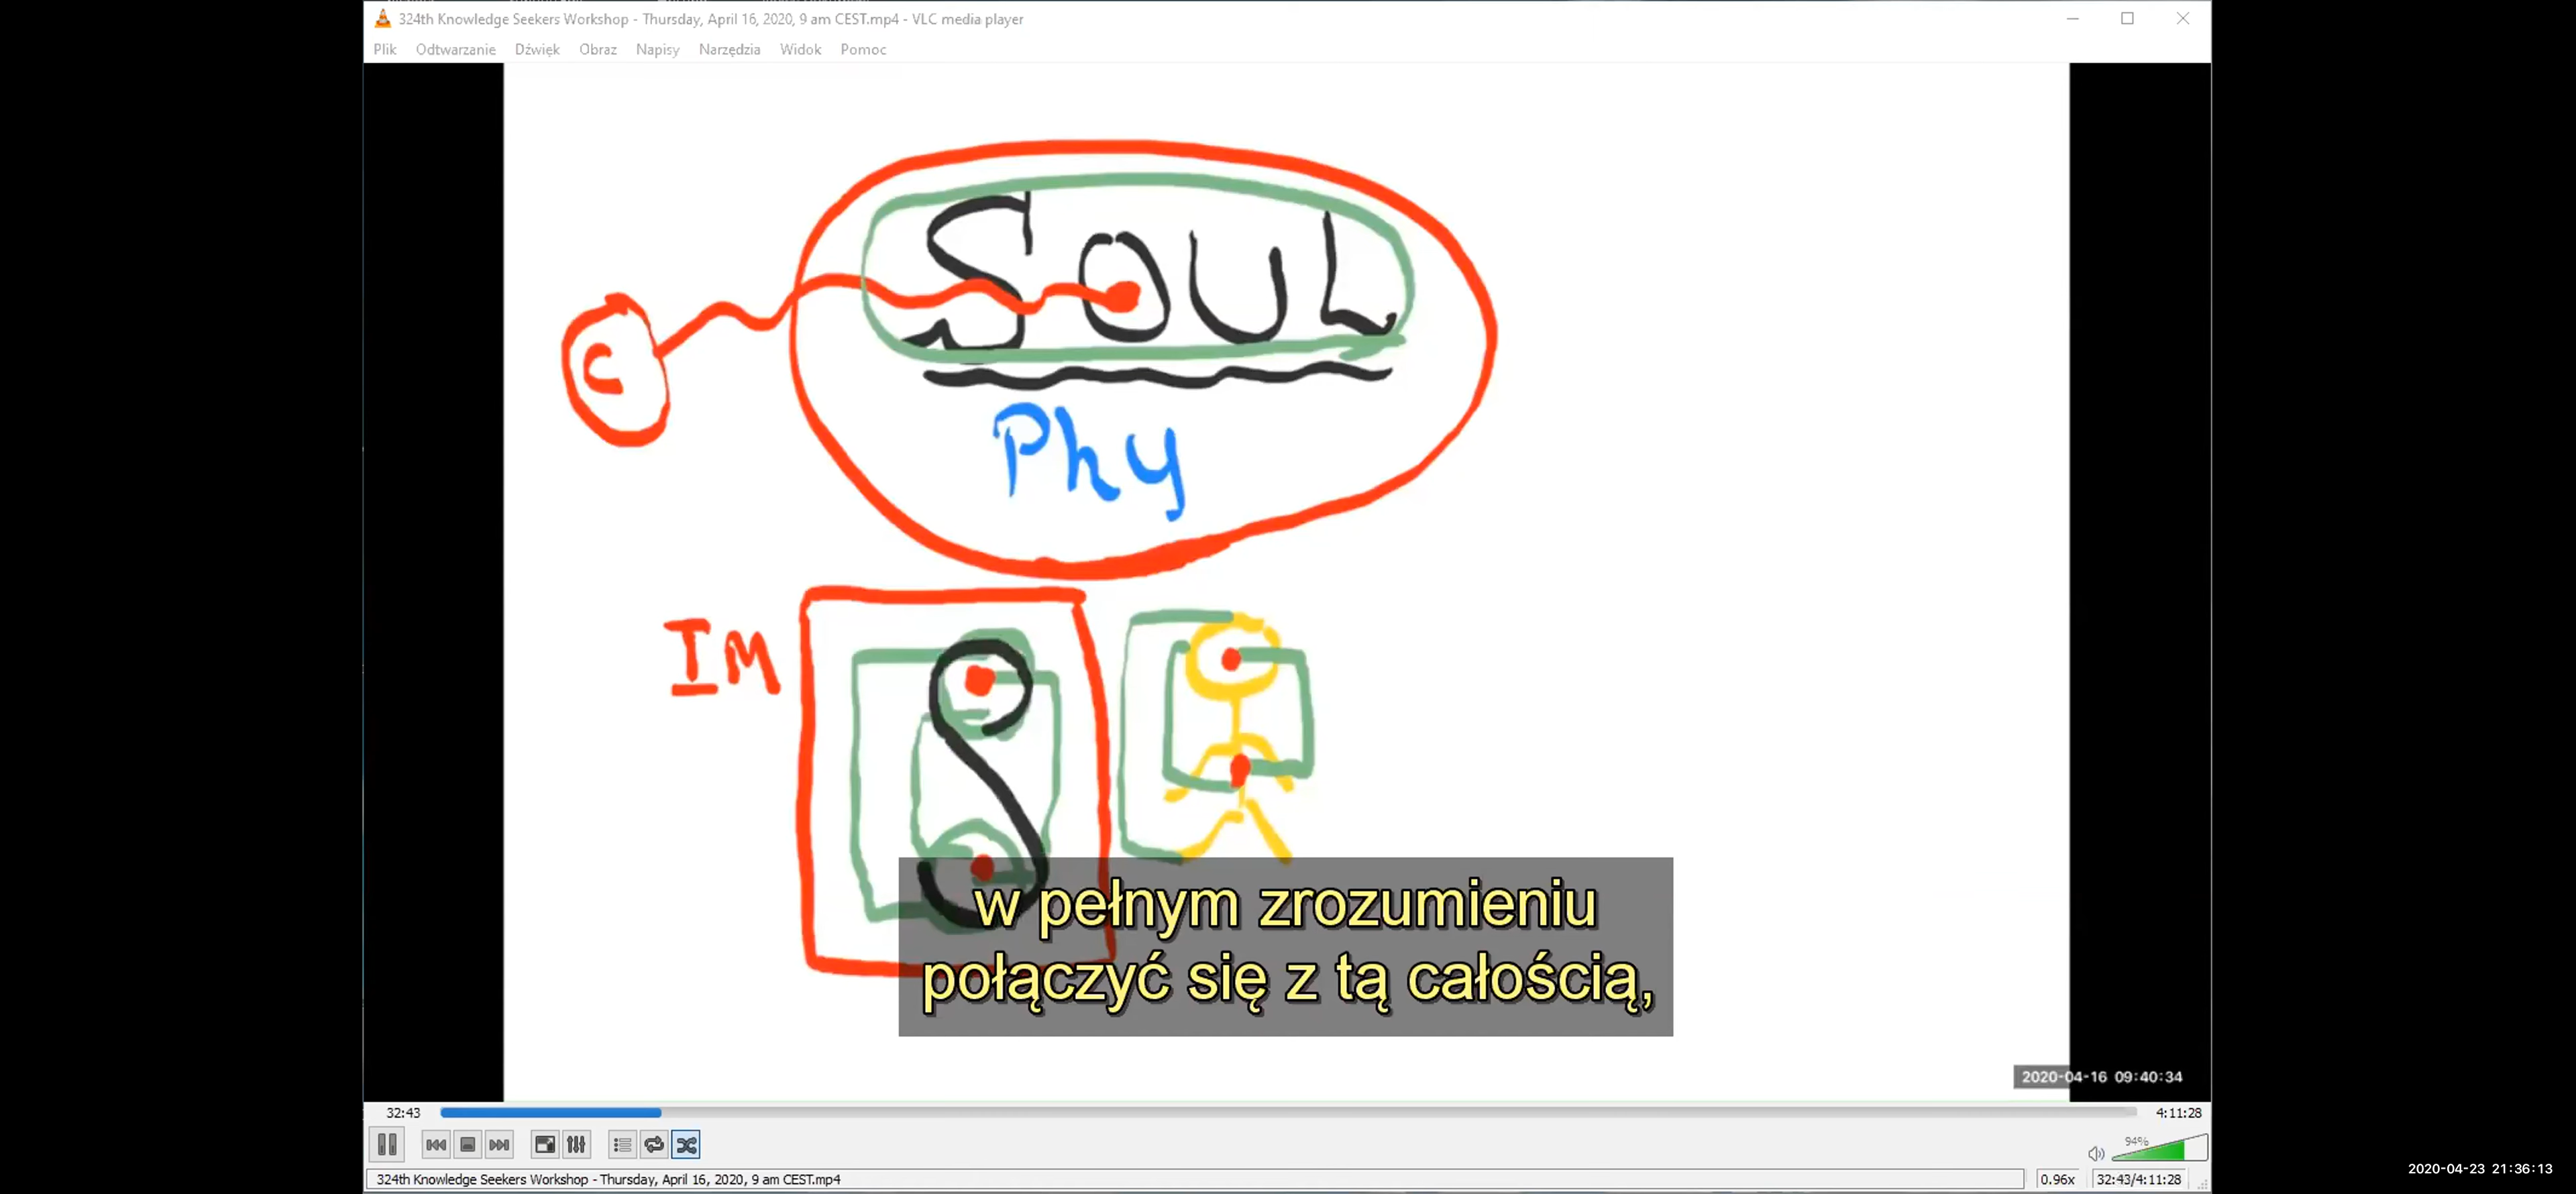 324th Knowledge Seekers Workshop - Thursday, April 16, 2020, 9 am CEST.mp4 - VLC media player
Plik Odtwarzanie Dźwięk Obraz Napisy Narzędzia Widok Pomoc
SOUL
C
Phy
IM
S
w pełnym zrozumieniu
połączyć się z tą całością,
2020-04-16 09:40:34
32:43
4:11:28
94%
324th Knowledge Seekers Workshop - Thursday, April 16, 2020, 9 am CEST.mp4
0.96x
32:43/4:11:28
2020-04-23 21:36:13